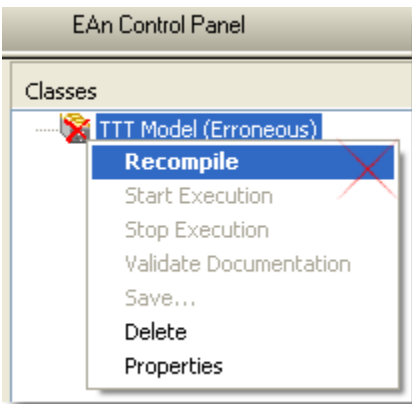 EAn Control Panel
Classes
TTT Model (Erroneous)
Recompile
Start Execution
Stop Execution
Validate Documentation
Save...
Delete
Properties